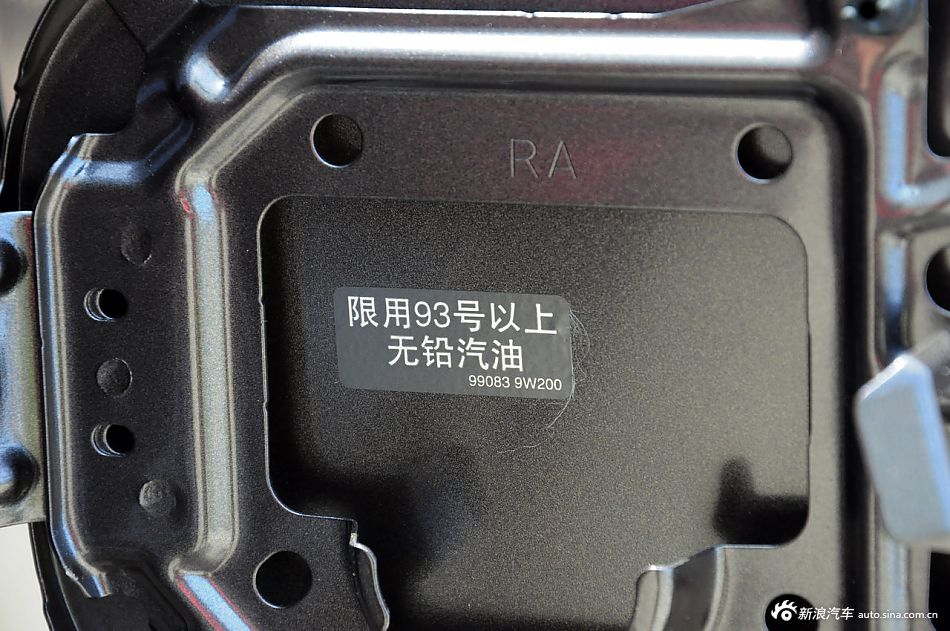 RA
限用93号以上
无铅汽油
99083 9W200
新浪汽车 auto.sina.com.cn